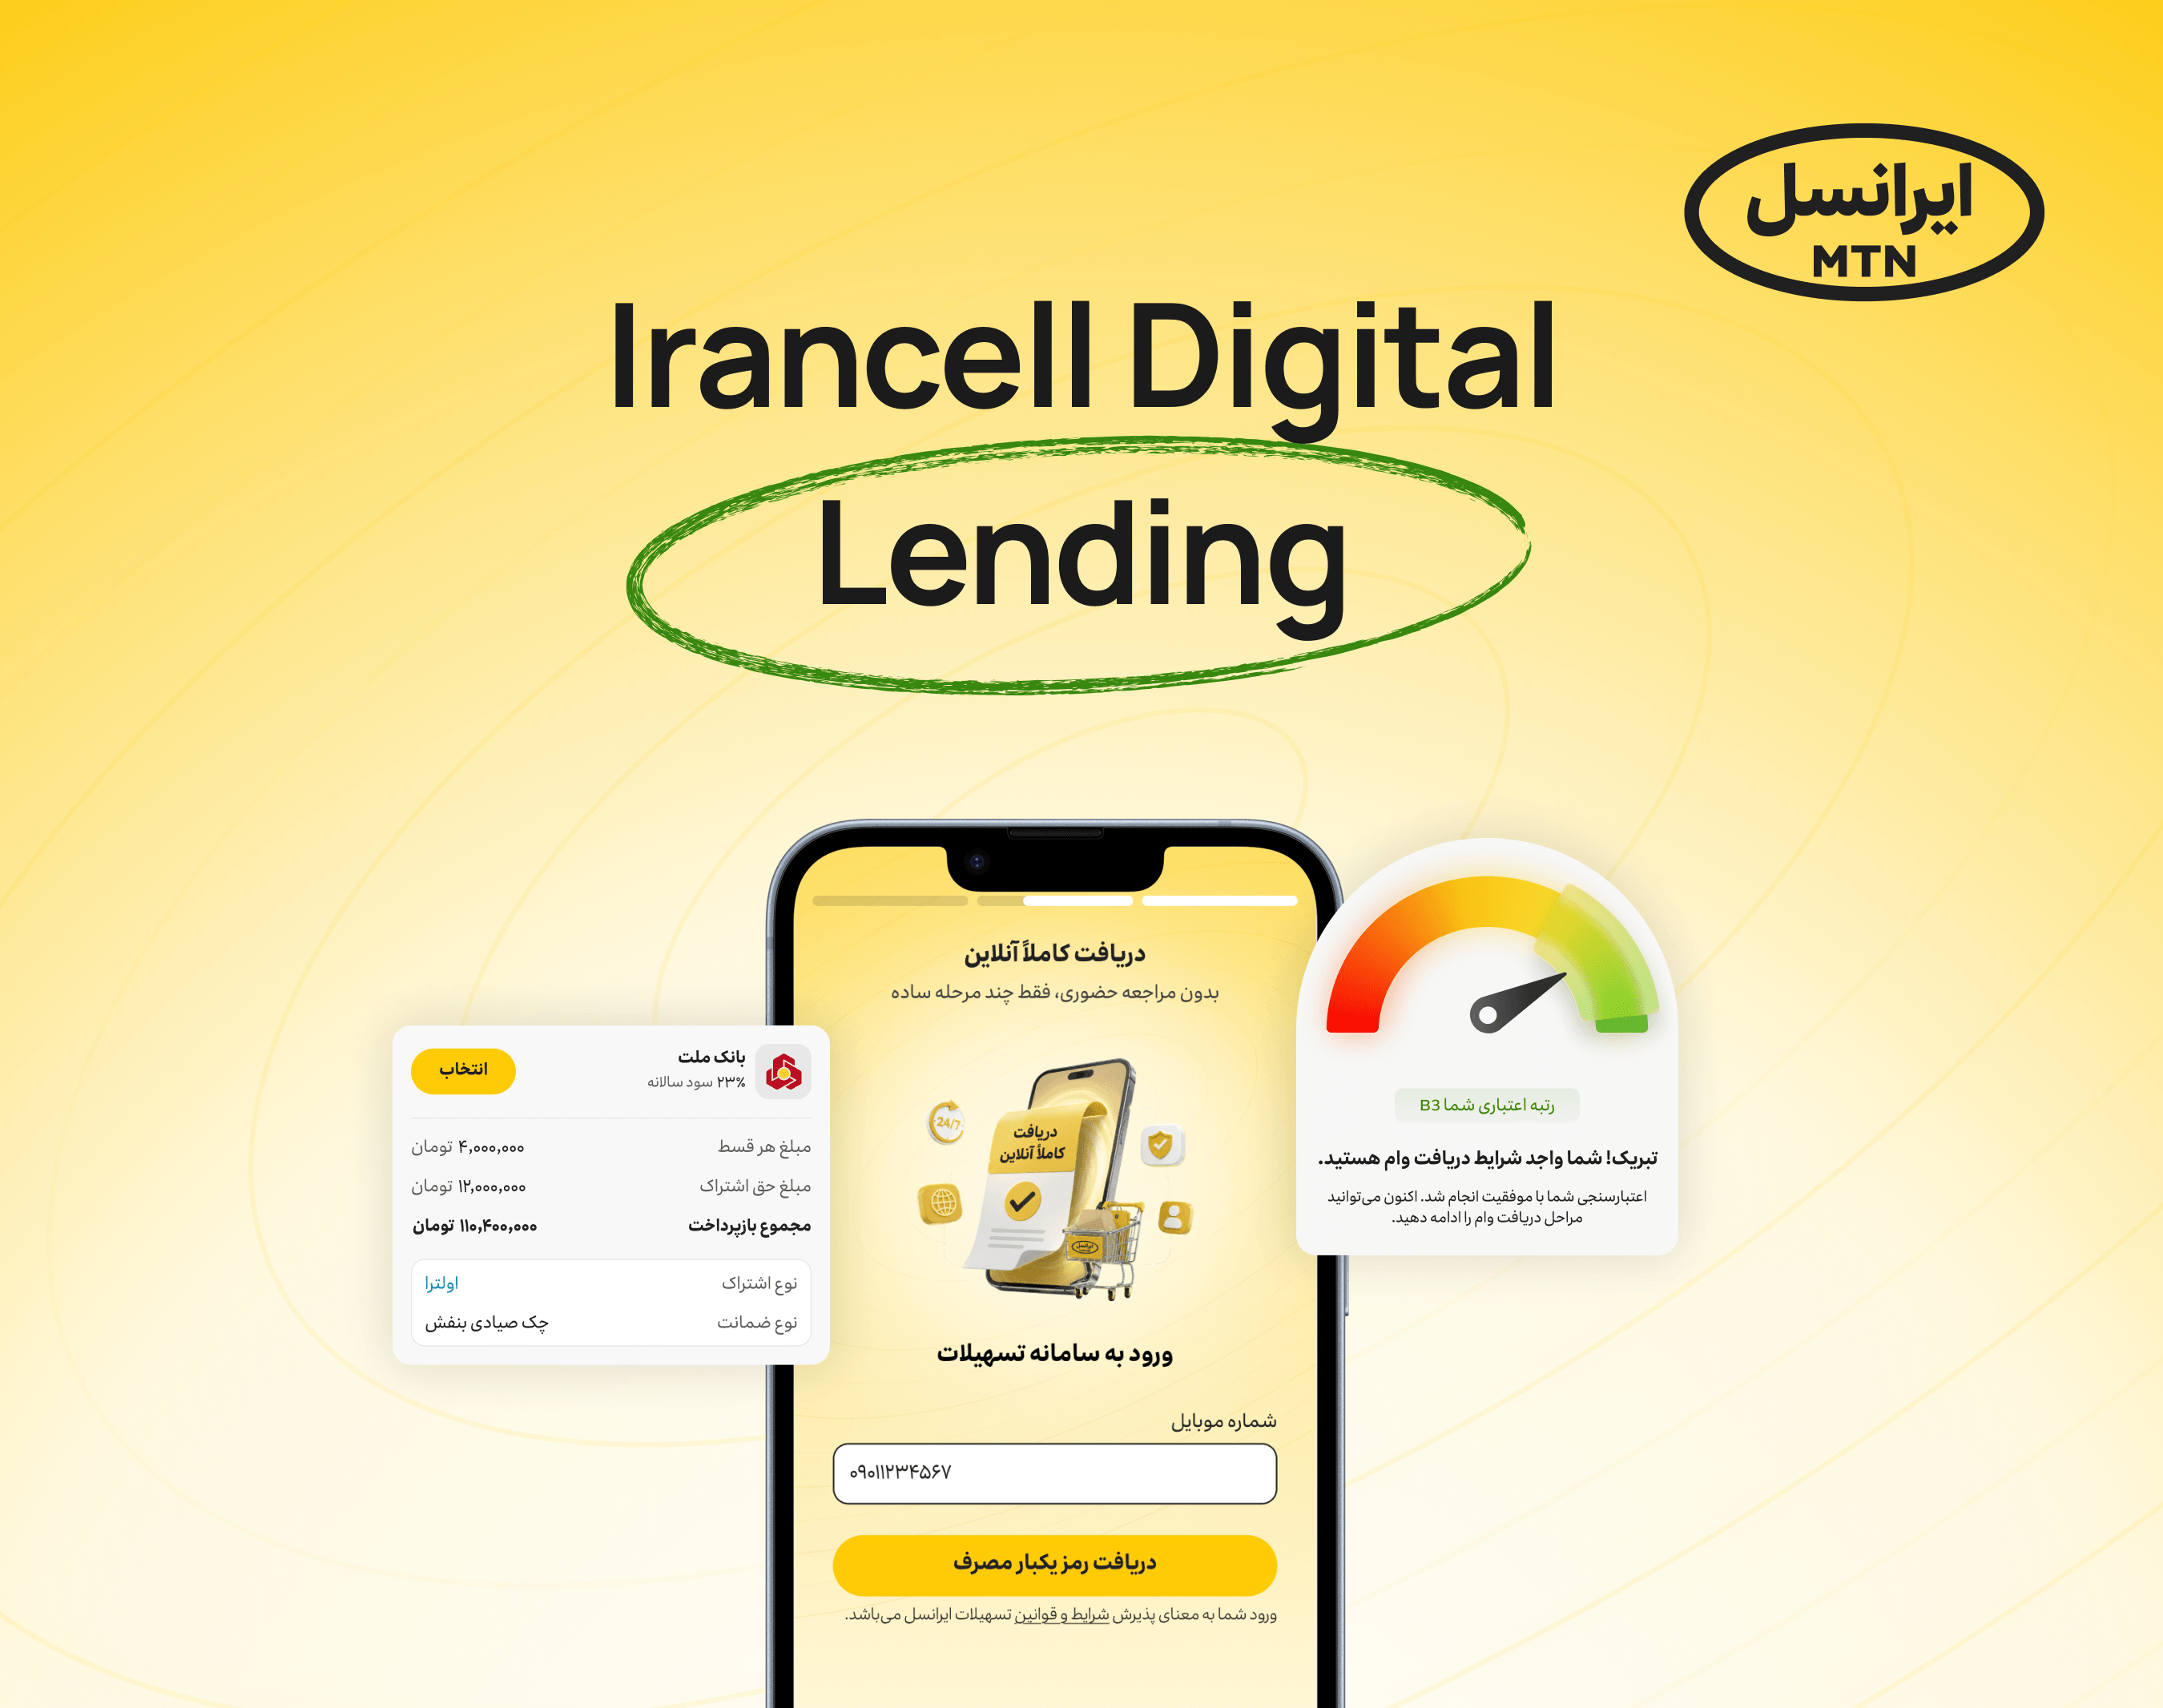 ایرانسل
MTN
Irancell Digital
Lending
دریافت کاملاً آنلاین
بدون مراجعه حضوری، فقط چند مرحله ساده
24/7
دریافت
کاملاً آنلاین
ایرانسل
ورود به سامانه تسهیلات
شماره موبایل
۰۹۰۱۱۲۳۴۵۶۷
دریافت رمز یکبار مصرف
ورود شما به معنای پذیرش شرایط و قوانین تسهیلات ایرانسل می‌باشد.
رتبه اعتباری شما B3
تبریک! شما واجد شرایط دریافت وام هستید.
اعتبارسنجی شما با موفقیت انجام شد. اکنون می‌توانید
مراحل دریافت وام را ادامه دهید.
بانک ملت
۲۳% سود سالانه
انتخاب
مبلغ هر قسط ۴,۰۰۰,۰۰۰ تومان
مبلغ حق اشتراک ۱۲,۰۰۰,۰۰۰ تومان
مجموع بازپرداخت ۱۱۰,۴۰۰,۰۰۰ تومان
نوع اشتراک اولترا
نوع ضمانت چک صیادی بنفش